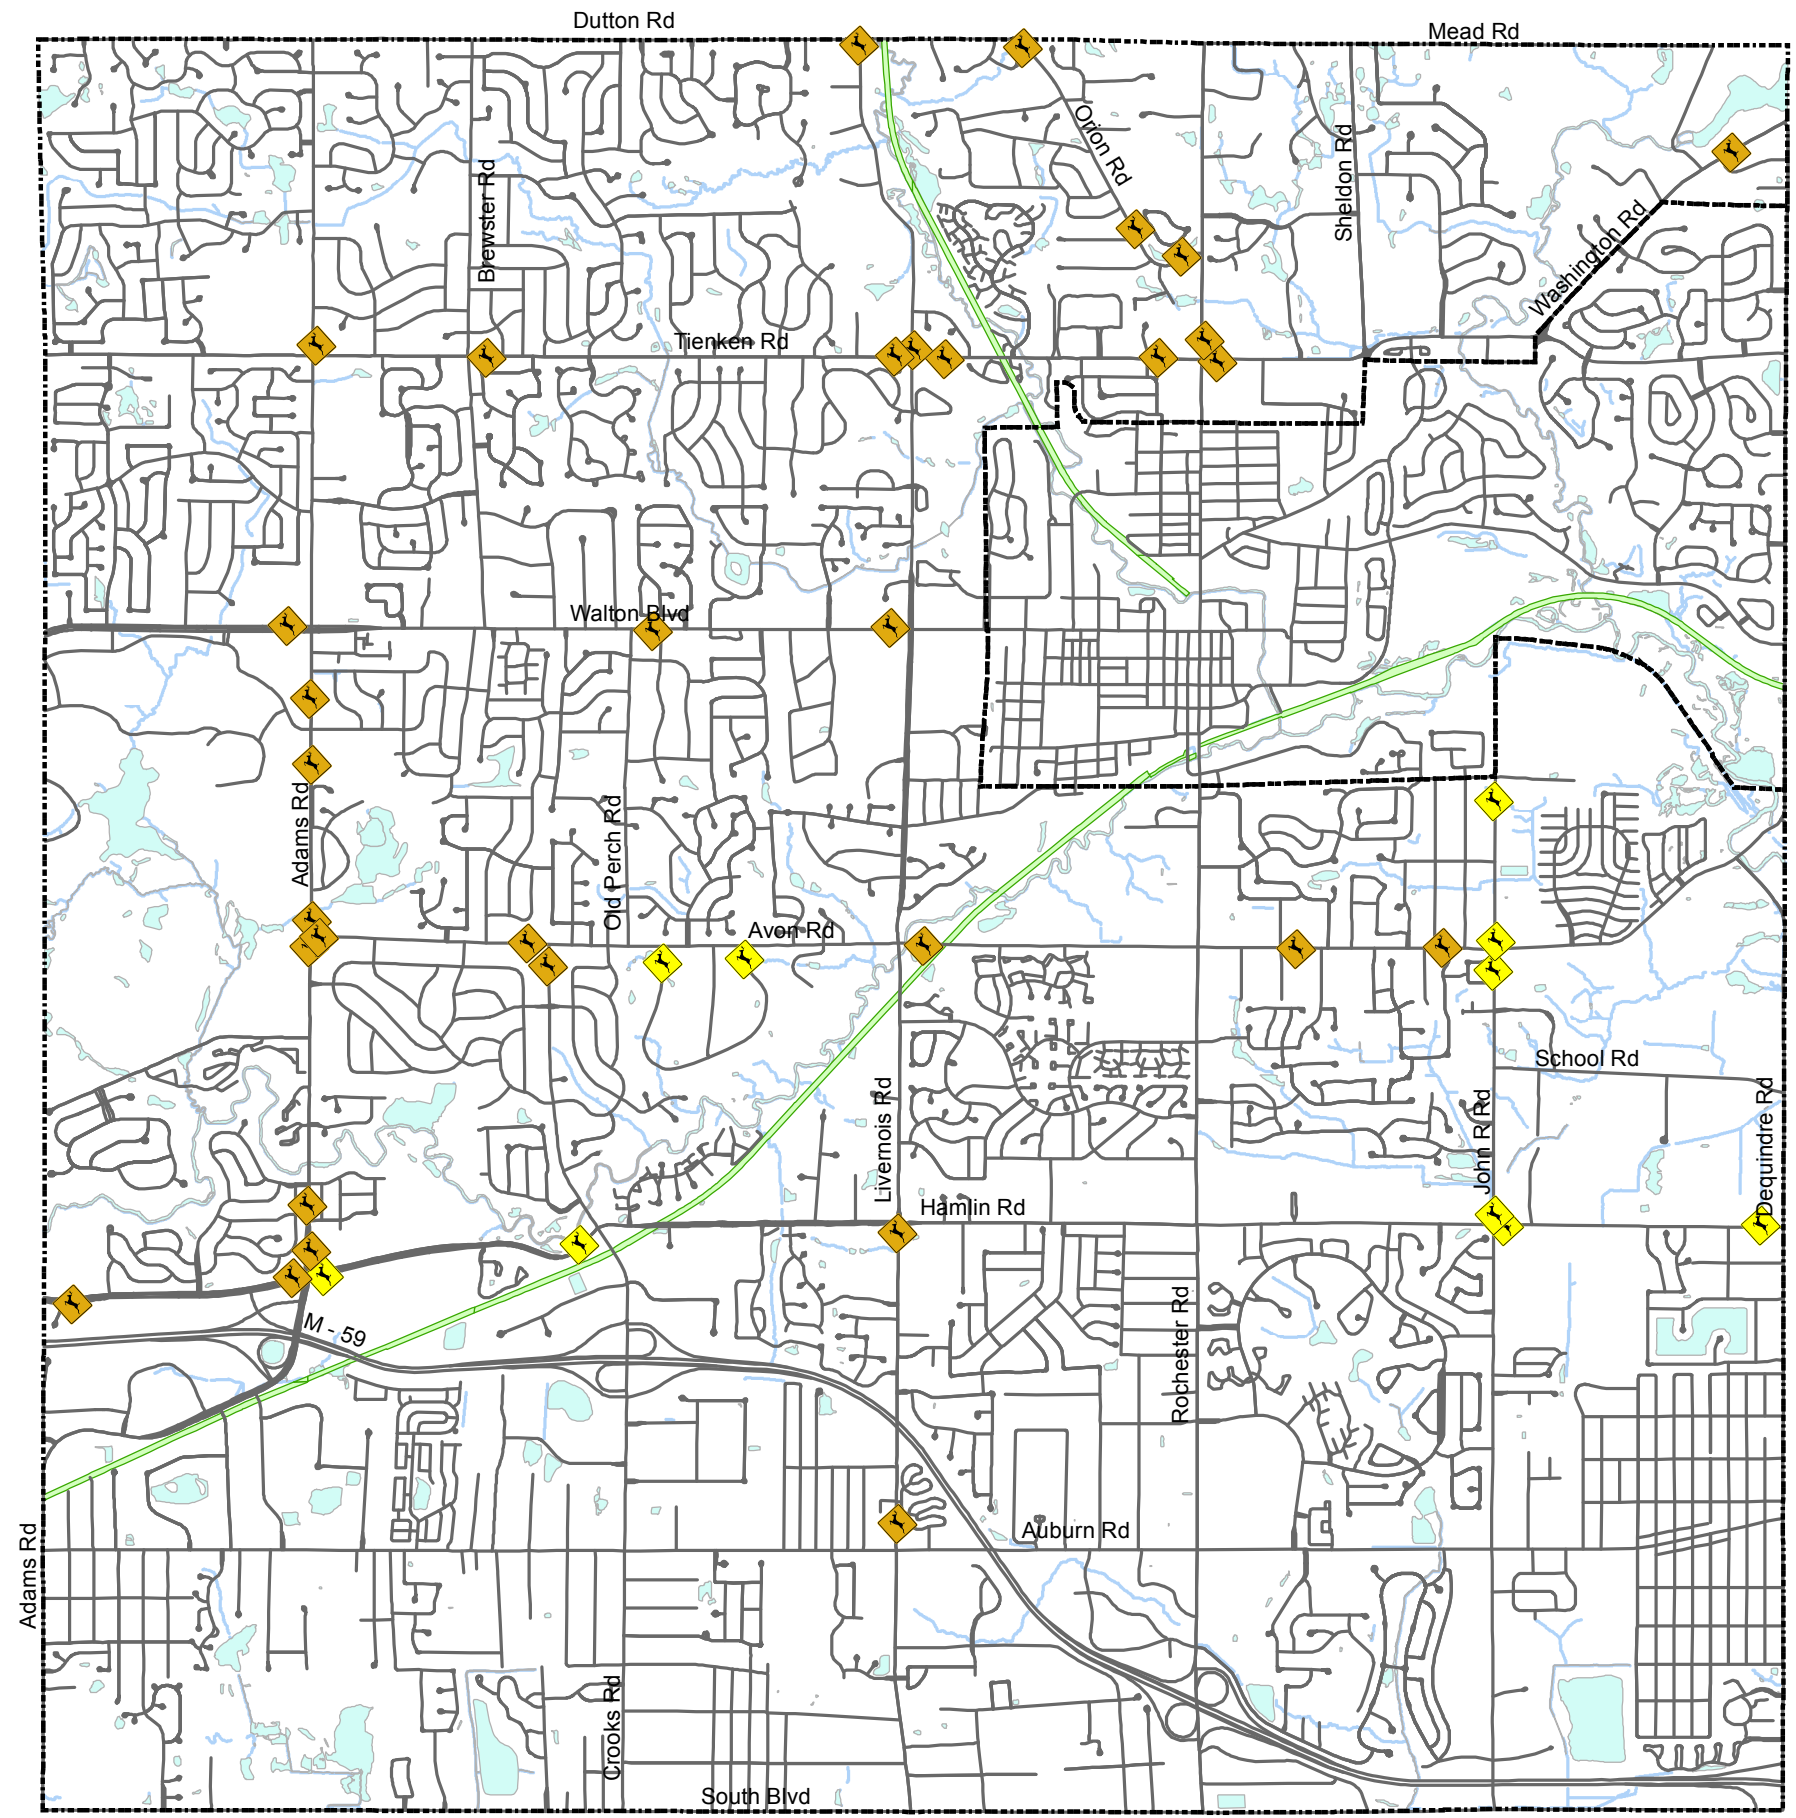 Dutton Rd
Mead Rd
Orion Rd
Sheldon Rd
Brewster Rd
Washington Rd
Tienken Rd
Walton Blvd
Adams Rd
Old Perch Rd
Avon Rd
School Rd
Livernois Rd
John R Rd
Dequindre Rd
Hamlin Rd
M - 59
Rochester Rd
Auburn Rd
Adams Rd
Crooks Rd
South Blvd